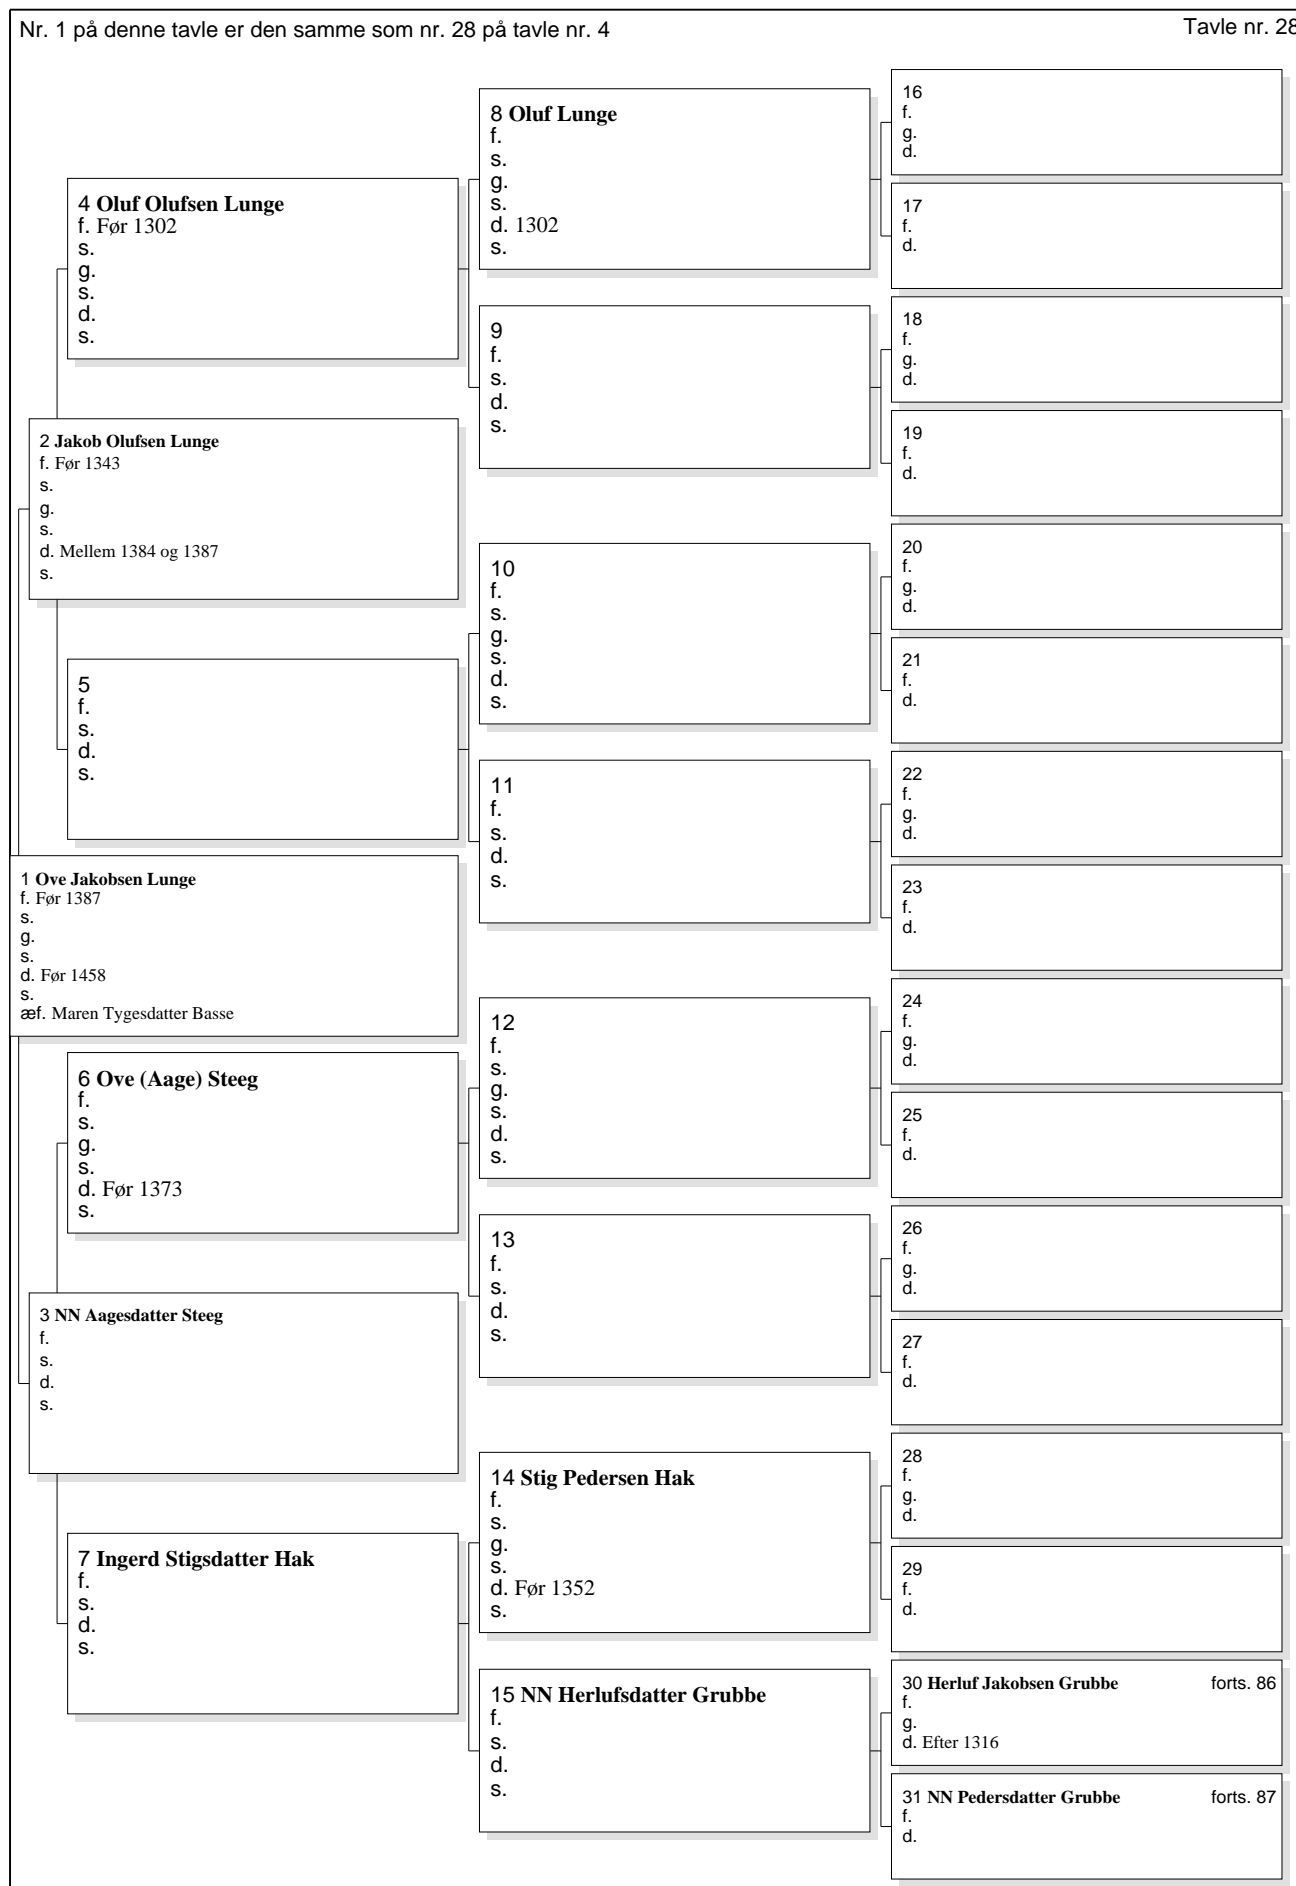 Nr. 1 på denne tavle er den samme som nr. 28 på tavle nr. 4
Tavle nr. 28
4 Oluf Olufsen Lunge
f. Før 1302
s.
g.
s.
d.
s.
2 Jakob Olufsen Lunge
f. Før 1343
s.
g.
s.
d. Mellem 1384 og 1387
s.
5
f.
s.
d.
s.
1 Ove Jakobsen Lunge
f. Før 1387
s.
g.
s.
d. Før 1458
s.
æf. Maren Tygesdatter Basse
6 Ove (Aage) Steeg
f.
s.
g.
s.
d. Før 1373
s.
3 NN Aagesdatter Steeg
f.
s.
d.
s.
7 Ingerd Stigsdatter Hak
f.
s.
d.
s.
8 Oluf Lunge
f.
s.
g.
s.
d. 1302
s.
9
f.
s.
d.
s.
10
f.
s.
g.
s.
d.
s.
11
f.
s.
d.
s.
12
f.
s.
g.
s.
d.
s.
13
f.
s.
d.
s.
14 Stig Pedersen Hak
f.
s.
g.
s.
d. Før 1352
s.
15 NN Herlufsdatter Grubbe
f.
s.
d.
s.
16
f.
g.
d.
17
f.
d.
18
f.
g.
d.
19
f.
d.
20
f.
g.
d.
21
f.
d.
22
f.
g.
d.
23
f.
d.
24
f.
g.
d.
25
f.
d.
26
f.
g.
d.
27
f.
d.
28
f.
g.
d.
29
f.
d.
30 Herluf Jakobsen Grubbe forts. 86
f.
g.
d. Efter 1316
31 NN Pedersdatter Grubbe forts. 87
f.
d.